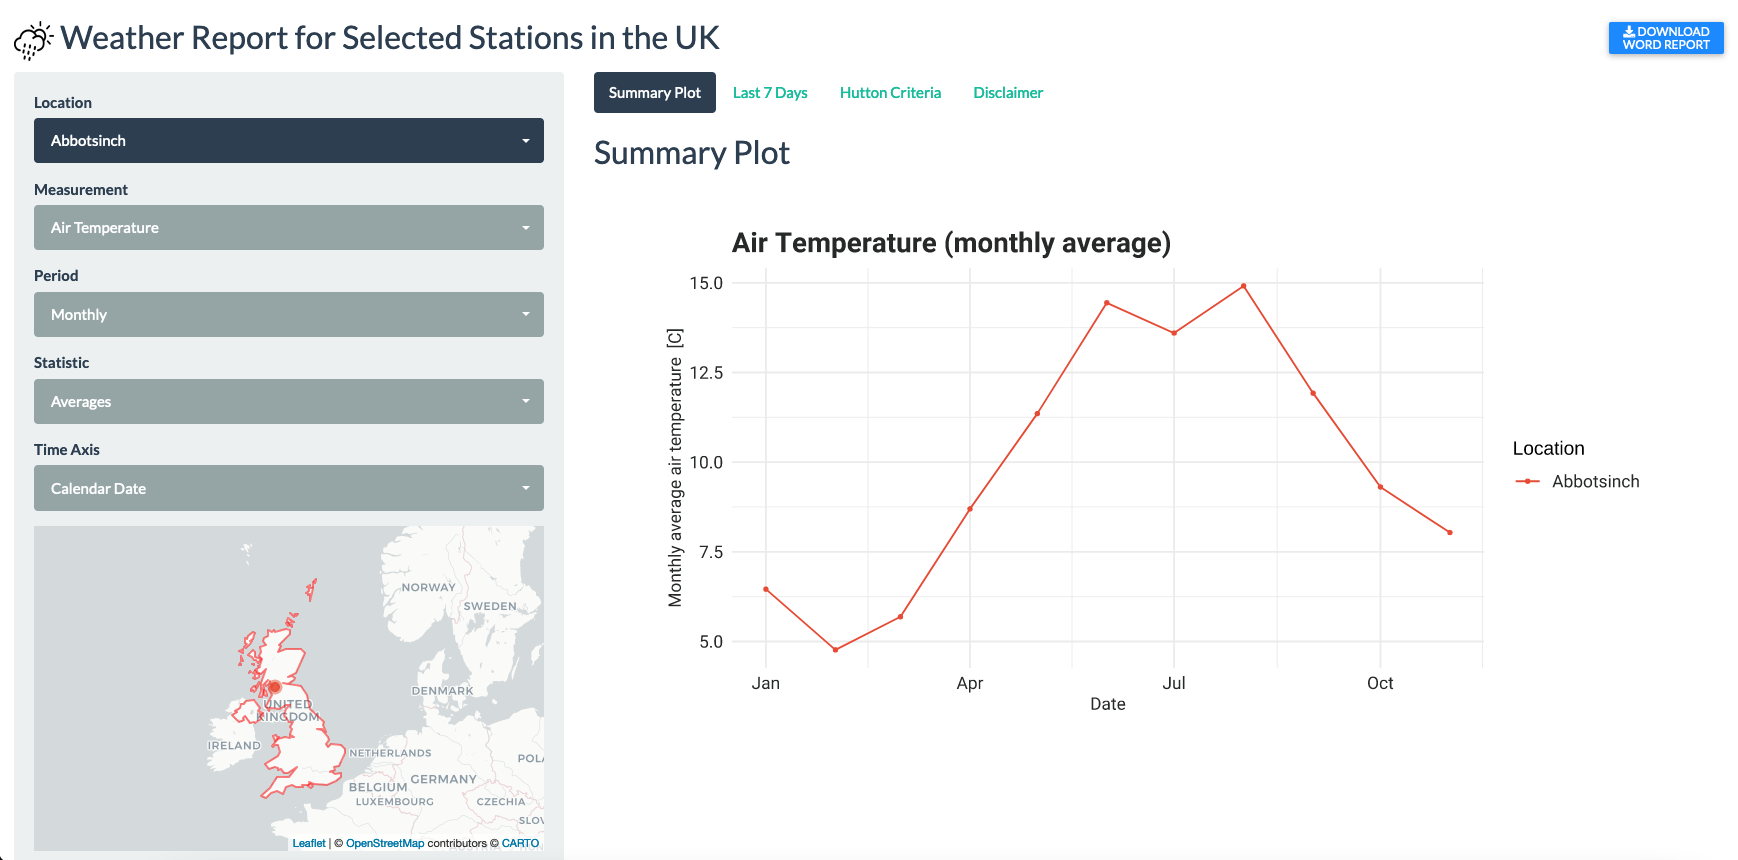 Weather Report for Selected Stations in the UK
DOWNLOAD
WORD REPORT
Location
Abbotsinch
Measurement
Air Temperature
Period
Monthly
Statistic
Averages
Time Axis
Calendar Date
NORWAY
SWEDEN
DENMARK
UNITED
KINGDOM
IRELAND
NETHERLANDS
POLA
GERMANY
BELGIUM
LUXEMBOURG
CZECHIA
SLOV
Leaflet | © OpenStreetMap contributors © CARTO
Summary Plot
Last 7 Days
Hutton Criteria
Disclaimer
Summary Plot
Air Temperature (monthly average)
Monthly average air temperature [C]
15.0
12.5
10.0
7.5
5.0
Jan
Apr
Jul
Oct
Date
Location
Abbotsinch